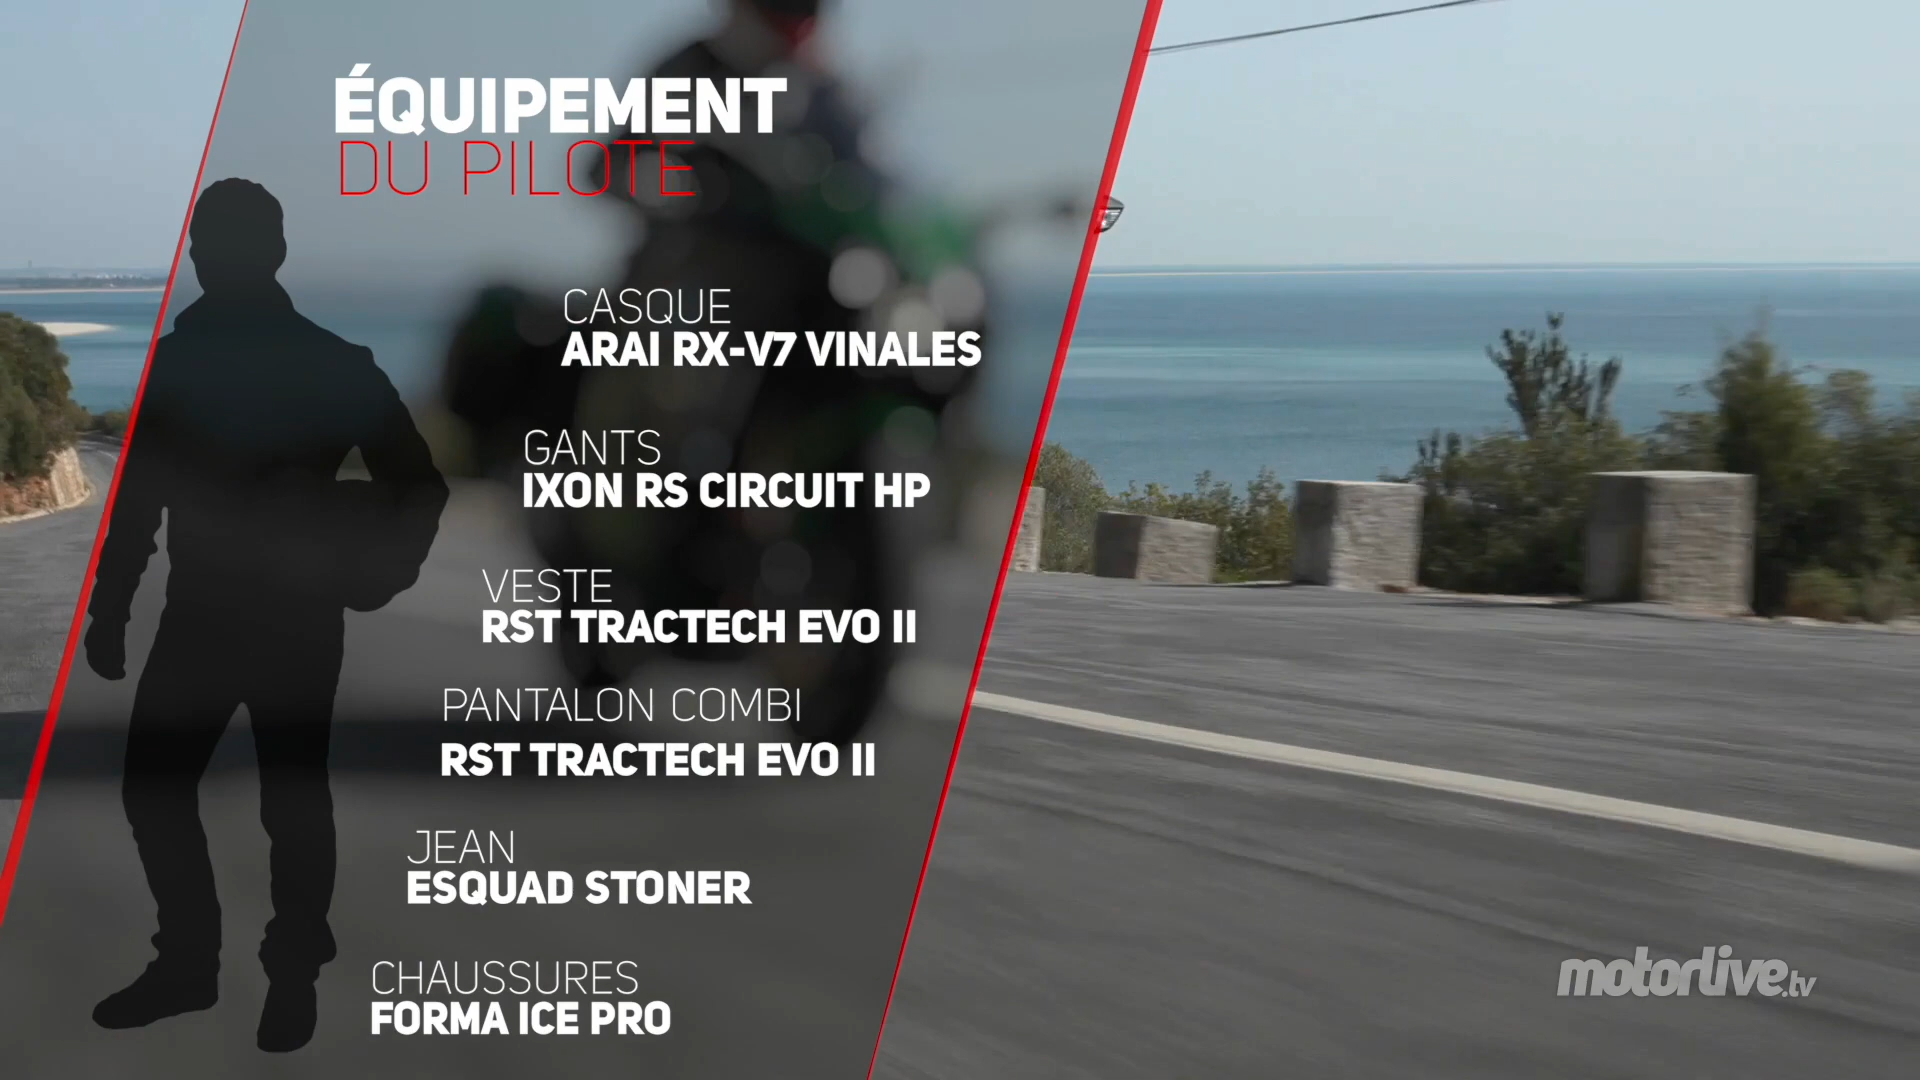 ÉQUIPEMENT
DU PILOTE
CASQUE
ARAI RX-V7 VINALES
GANTS
IXON RS CIRCUIT HP
VESTE
RST TRACTECH EVO II
PANTALON COMBI
RST TRACTECH EVO II
JEAN
ESQUAD STONER
CHAUSSURES
FORMA ICE PRO
motorlive.tv